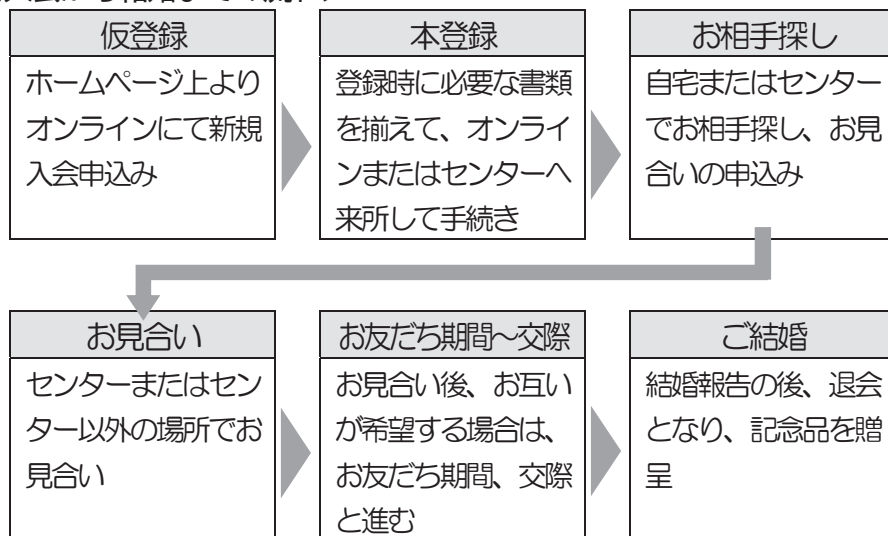 仮登録
ホームページ上より
オンラインにて新規
入会申込み
本登録
登録時に必要な書類
を揃えて、オンライ
ンまたはセンターへ
来所して手続き
お相手探し
自宅またはセンター
でお相手探し、お見
合いの申込み
お見合い
センターまたはセン
ター以外の場所でお
見合い
お友だち期間～交際
お見合い後、お互い
が希望する場合は、
お友だち期間、交際
と進む
ご結婚
結婚報告の後、退会
となり、記念品を贈
呈